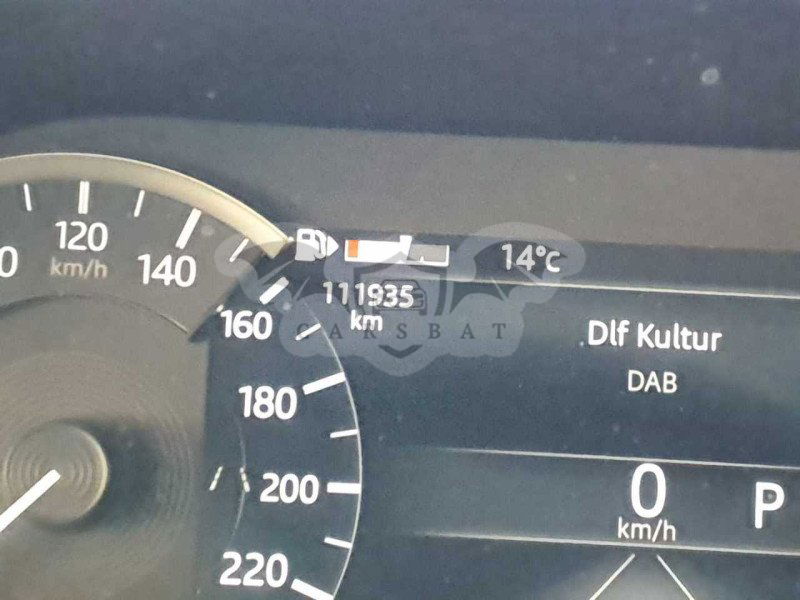 120
km/h
140
160
180
200
220
14°c
111935
km
CARSBAT
Dlf Kultur
DAB
0
km/h
P